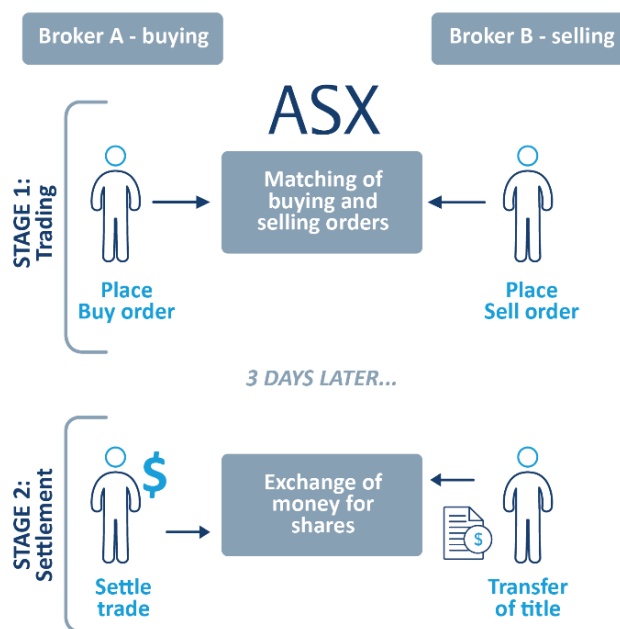 Broker A - buying
Broker B - selling
ASX
STAGE 1:
Trading
Matching of
buying and
selling orders
Place
Buy order
Place
Sell order
3 DAYS LATER...
STAGE 2:
Settlement
$
Exchange of
money for
shares
$
Settle
trade
Transfer
of title